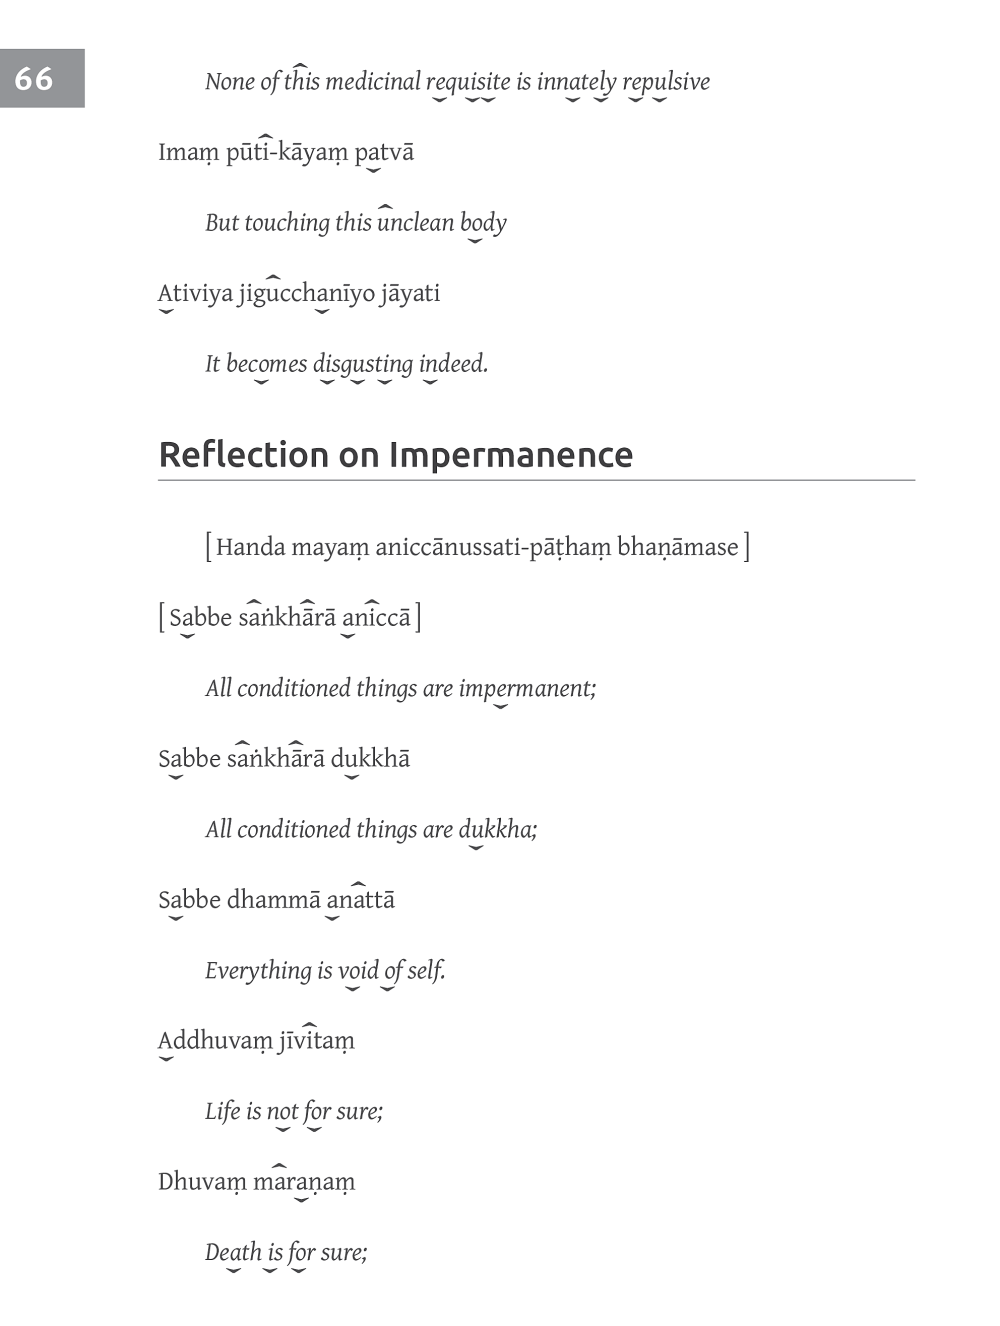 66
None of this medicinal requisite is innately repulsive
Imaṃ pūti-kāyaṃ patvā
But touching this unclean body
Ativiya jigucchanīyo jāyati
It becomes disgusting indeed.
Reflection on Impermanence
[ Handa mayaṃ aniccānussati-pāṭhaṃ bhaṇāmase ]
[ Sabbe saṅkhārā aniccā ]
All conditioned things are impermanent;
Sabbe saṅkhārā dukkhā
All conditioned things are dukkha;
Sabbe dhammā anattā
Everything is void of self.
Addhuvaṃ jīvitaṃ
Life is not for sure;
Dhuvaṃ maraṇaṃ
Death is for sure;